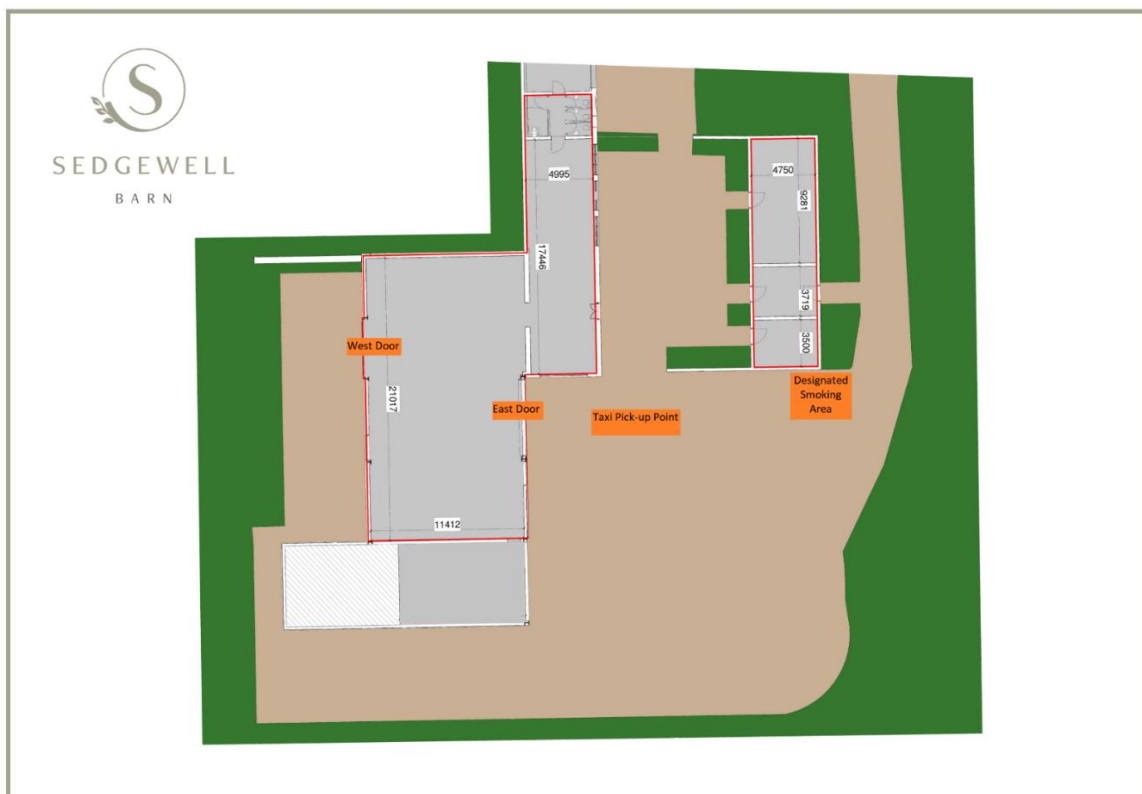 S
SEDGEWELL
BARN
4995
4750
9281
17446
3719
3500
West Door
21017
East Door
Taxi Pick-up Point
Designated
Smoking
Area
11412